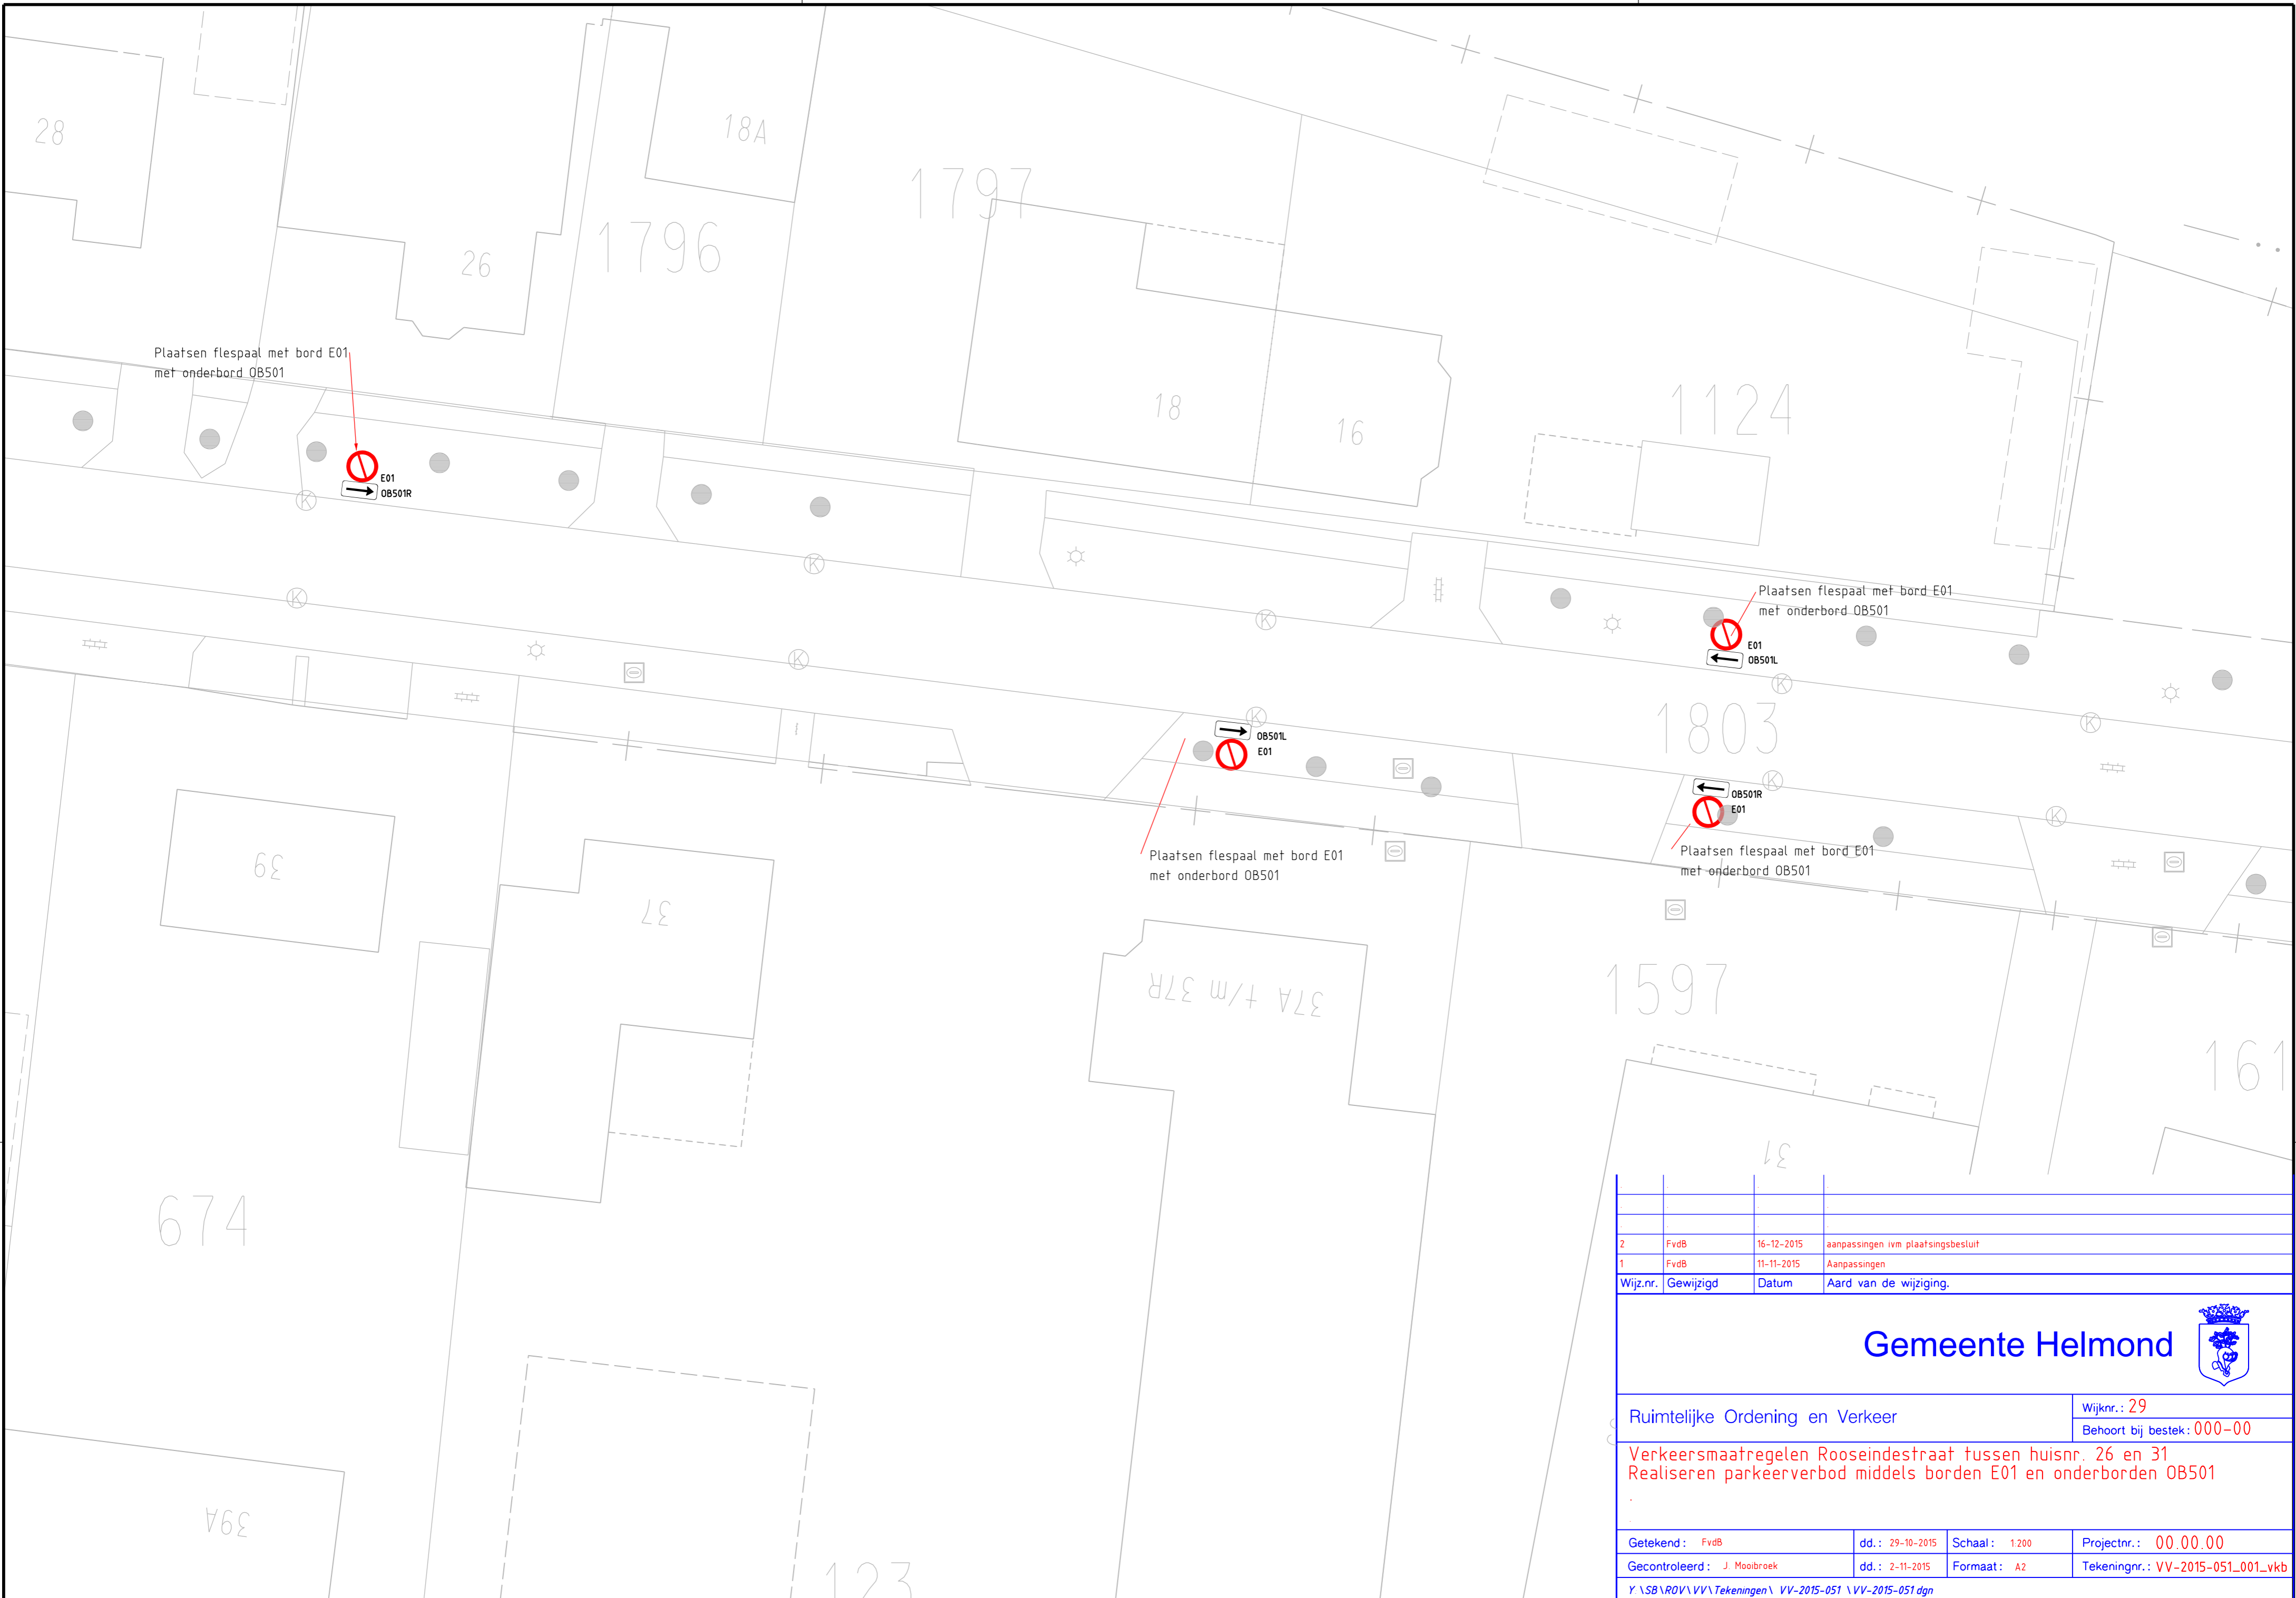 28
18A
1797
1796
26
Plaatsen flespaal met bord E01
met onderbord OB501
18
16
1124
E01
OB501R
K
K
K
K
K
Plaatsen flespaal met bord E01
met onderbord OB501
E01
OB501L
K
K
1803
K
OB501L
E01
K
OB501R
E01
K
Plaatsen flespaal met bord E01
met onderbord OB501
Plaatsen flespaal met bord E01
met onderbord OB501
39
37
37A t/m 37R
1597
161
31
674
39A
123
2 FvdB 16-12-2015 aanpassingen ivm plaatsingsbesluit
1 FvdB 11-11-2015 Aanpassingen
Wijz.nr. Gewijzigd Datum Aard van de wijziging.
Gemeente Helmond
Ruimtelijke Ordening en Verkeer
Wijknr.: 29
Behoort bij bestek: 000-00
Verkeersmaatregelen Rooseindestraat tussen huisnr. 26 en 31
Realiseren parkeerverbod middels borden E01 en onderborden OB501
Getekend: FvdB dd.: 29-10-2015 Schaal: 1:200 Projectnr.: 00.00.00
Gecontroleerd: J. Mooibroek dd.: 2-11-2015 Formaat: A2 Tekeningnr.: VV-2015-051_001_vkb
Y:\SB\ROV\VV\Tekeningen\ VV-2015-051 \VV-2015-051.dgn